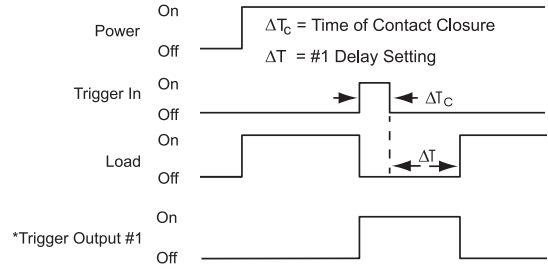 On
Power
Off
ΔTc = Time of Contact Closure
ΔT = #1 Delay Setting
On
Trigger In
Off
ΔTC
On
Load
Off
ΔT
On
*Trigger Output #1
Off